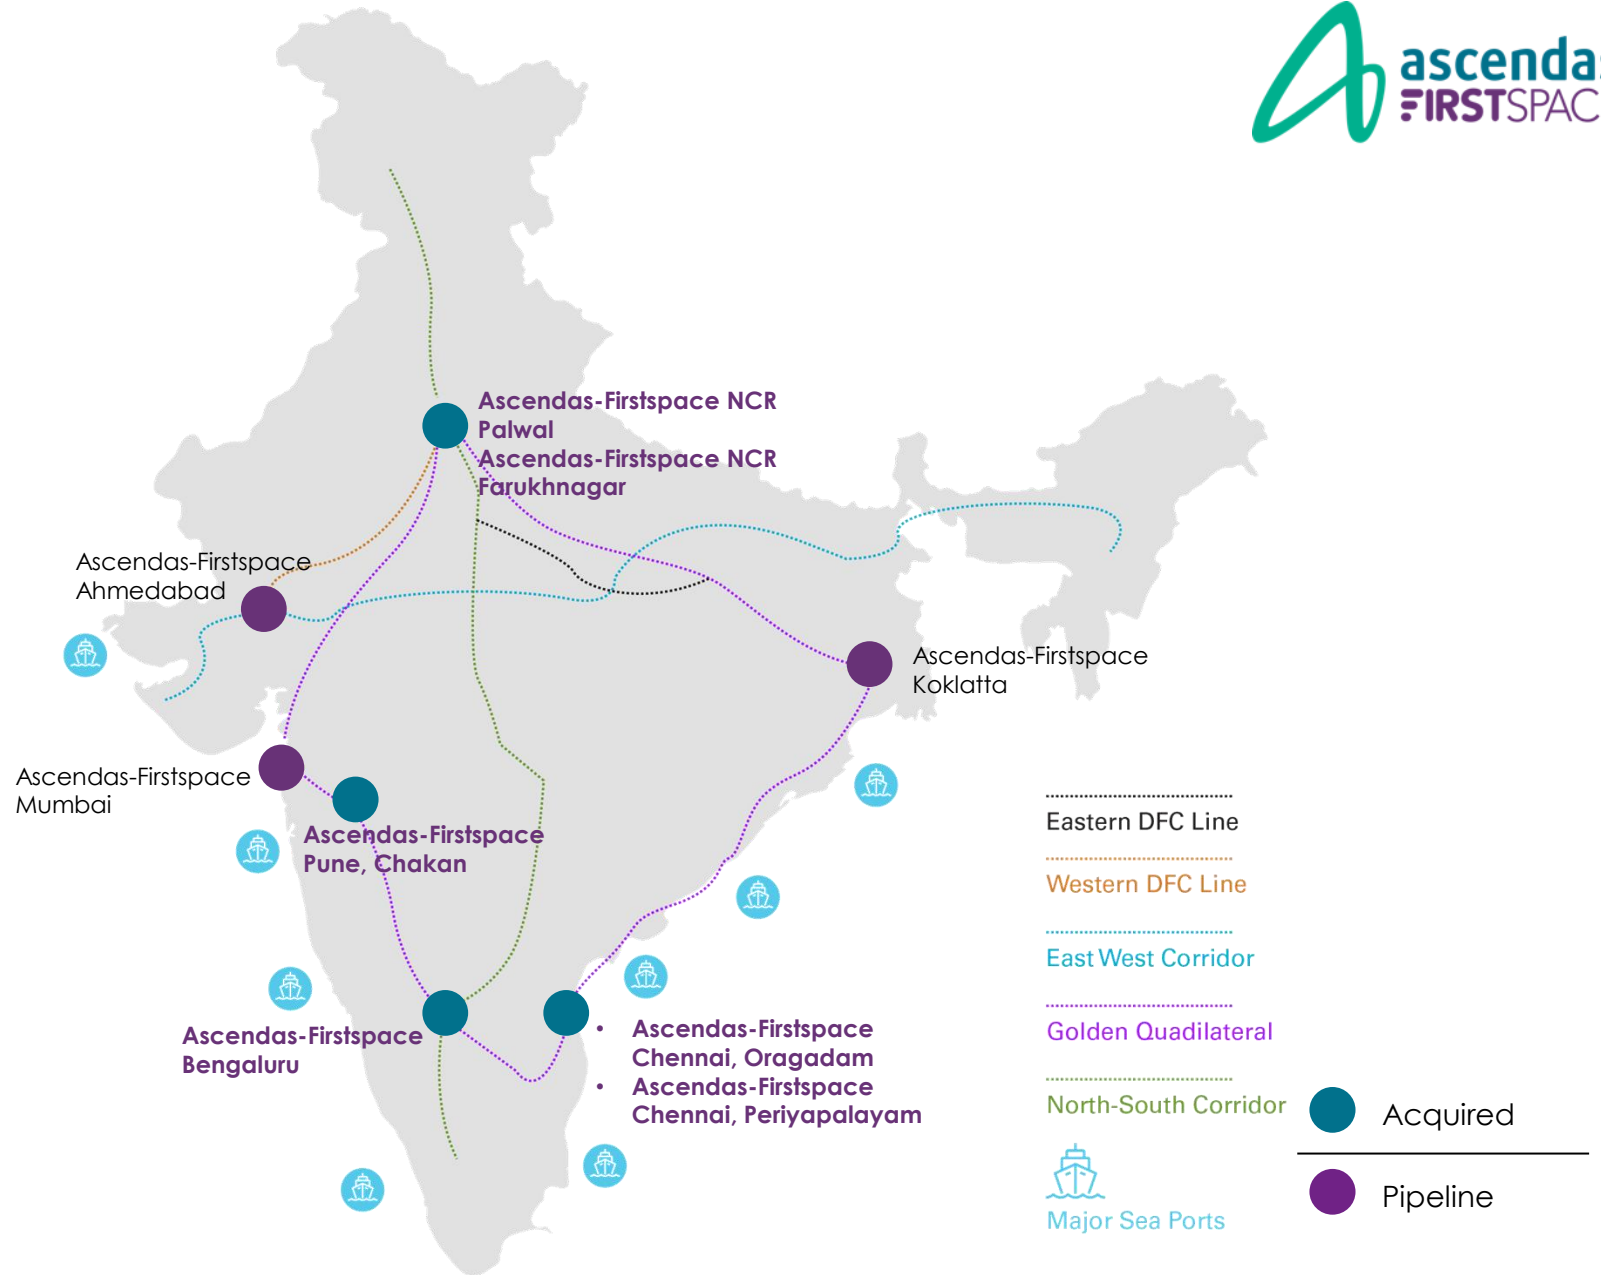 ascendas
FIRSTSPAC
Ascendas-Firstspace NCR
Palwal
Ascendas-Firstspace NCR
Farukhnagar
Ascendas-Firstspace
Ahmedabad
Ascendas-Firstspace
Koklatta
Ascendas-Firstspace
Mumbai
Ascendas-Firstspace
Pune, Chakan
Ascendas-Firstspace
Bengaluru
• Ascendas-Firstspace
Chennai, Oragadam
• Ascendas-Firstspace
Chennai, Periyapalayam
Eastern DFC Line
Western DFC Line
East West Corridor
Golden Quadilateral
North-South Corridor
Major Sea Ports
Acquired
Pipeline